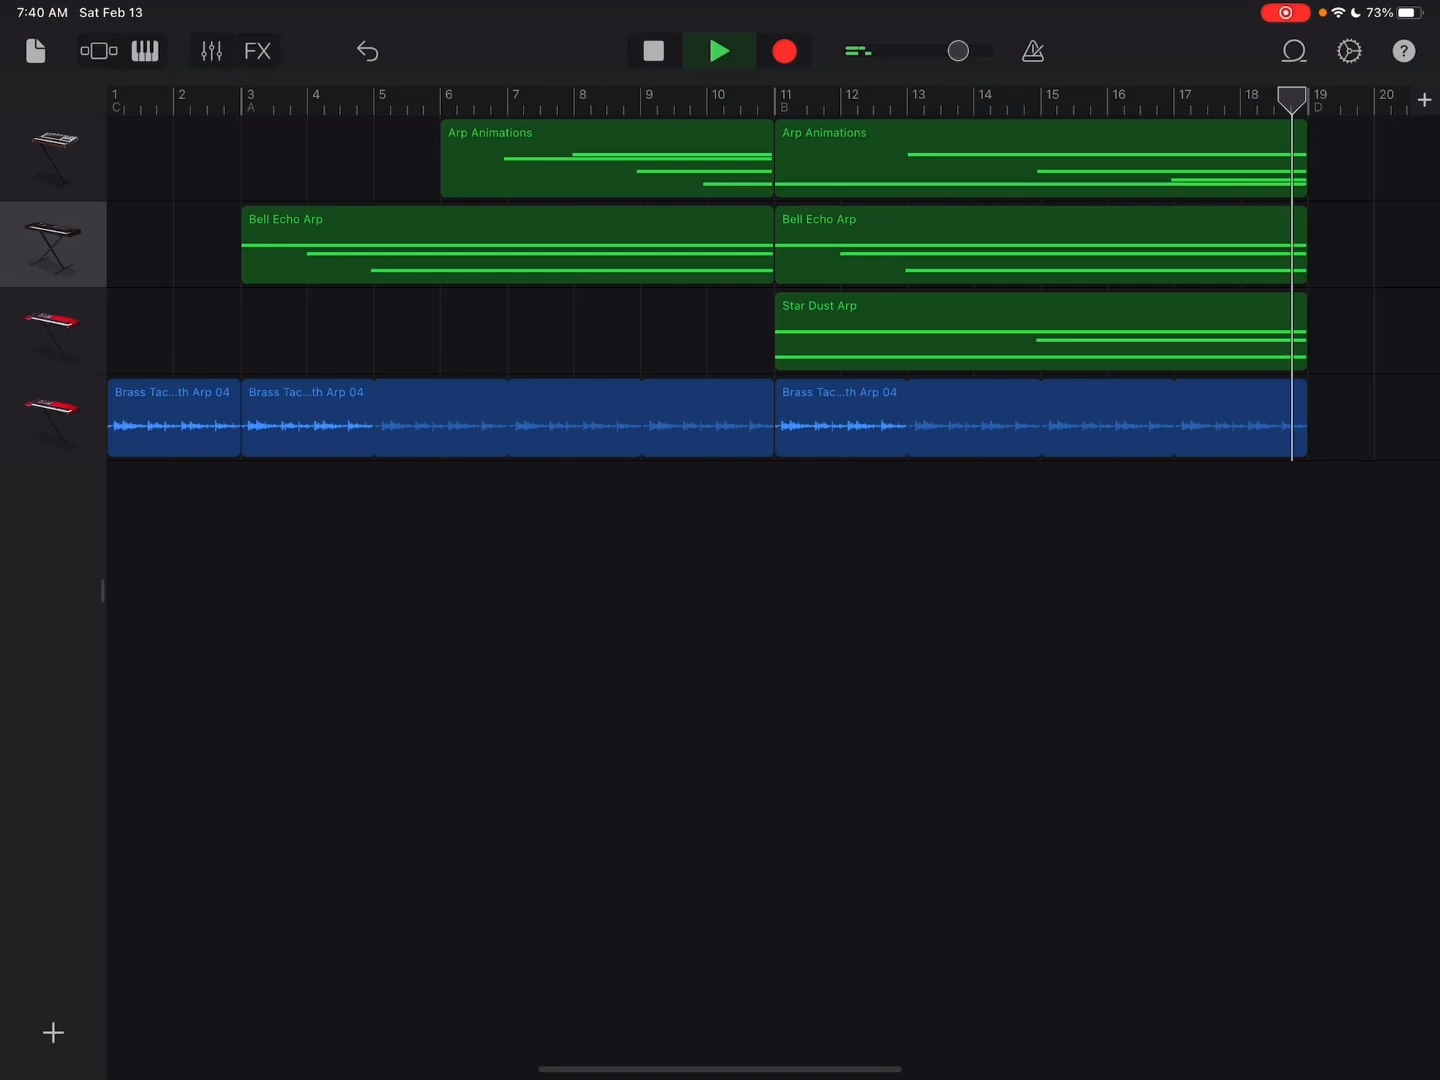 7:40 AM Sat Feb 13
73%
FX
?
1 2 3 4 5 6 7 8 9 10 11 12 13 14 15 16 17 18 19 20
C A B D
Arp Animations Arp Animations
Bell Echo Arp Bell Echo Arp
Star Dust Arp
Brass Tac...th Arp 04 Brass Tac...th Arp 04 Brass Tac...th Arp 04